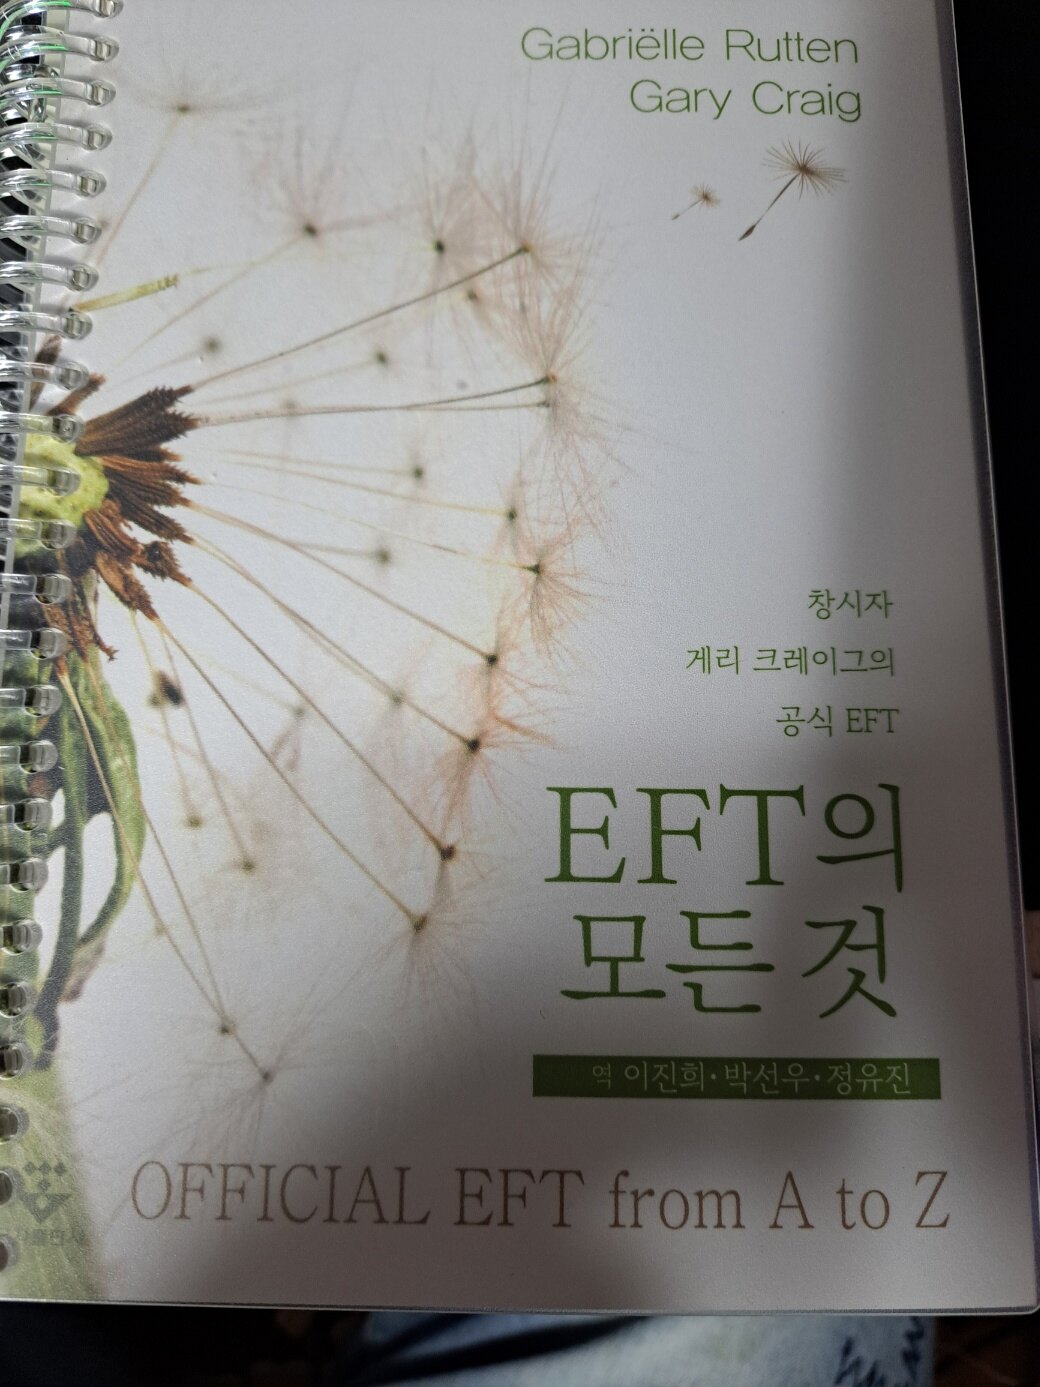 Gabriëlle Rutten
Gary Craig
창시자
게리 크레이그의
공식 EFT
EFT의
모든 것
역 이진희·박선우·정유진
OFFICIAL EFT from A to Z